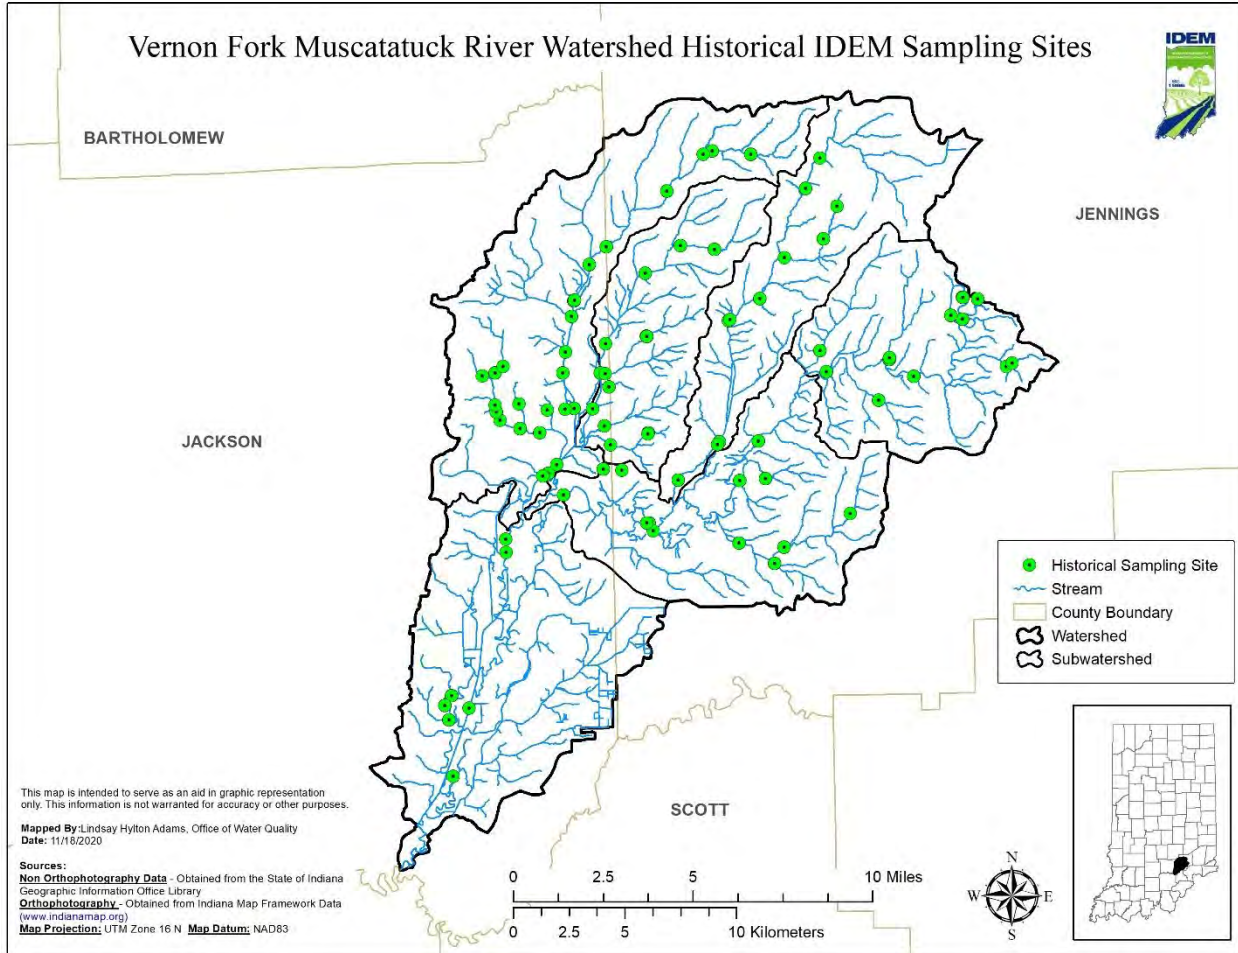 Vernon Fork Muscatatuck River Watershed Historical IDEM Sampling Sites
IDEM
BARTHOLOMEW
JENNINGS
JACKSON
SCOTT
Historical Sampling Site
Stream
County Boundary
Watershed
Subwatershed
This map is intended to serve as an aid in graphic representation
only. This information is not warranted for accuracy or other purposes.
Mapped By:Lindsay Hylton Adams, Office of Water Quality
Date: 11/18/2020
Sources:
Non Orthophotography Data - Obtained from the State of Indiana
Geographic Information Office Library
Orthophotography - Obtained from Indiana Map Framework Data
(www.indianamap.org)
Map Projection: UTM Zone 16 N Map Datum: NAD83
0 2.5 5 10 Miles
0 2.5 5 10 Kilometers
N
W E
S